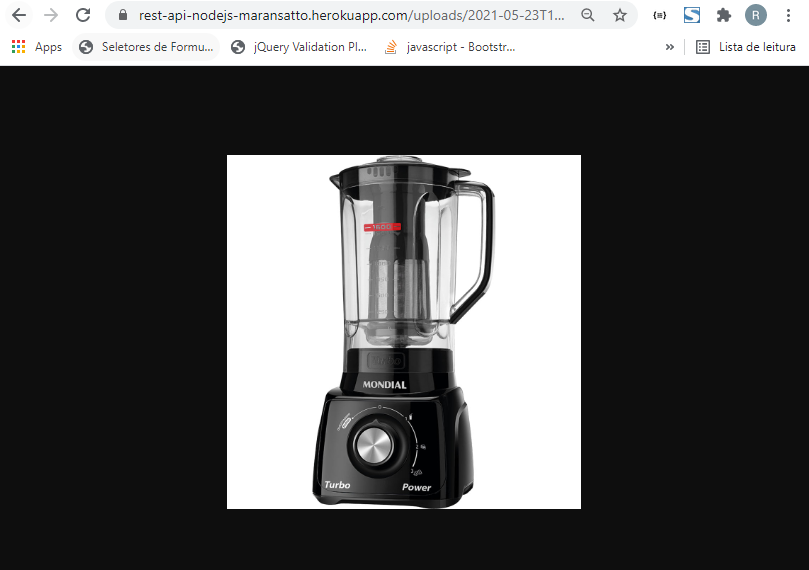 rest-api-nodejs-maransatto.herokuapp.com/uploads/2021-05-23T1...
R
Apps
Seletores de Formu...
jQuery Validation Pl...
javascript - Bootstr...
»
Lista de leitura
MONDIAL
0
Turbo
Power